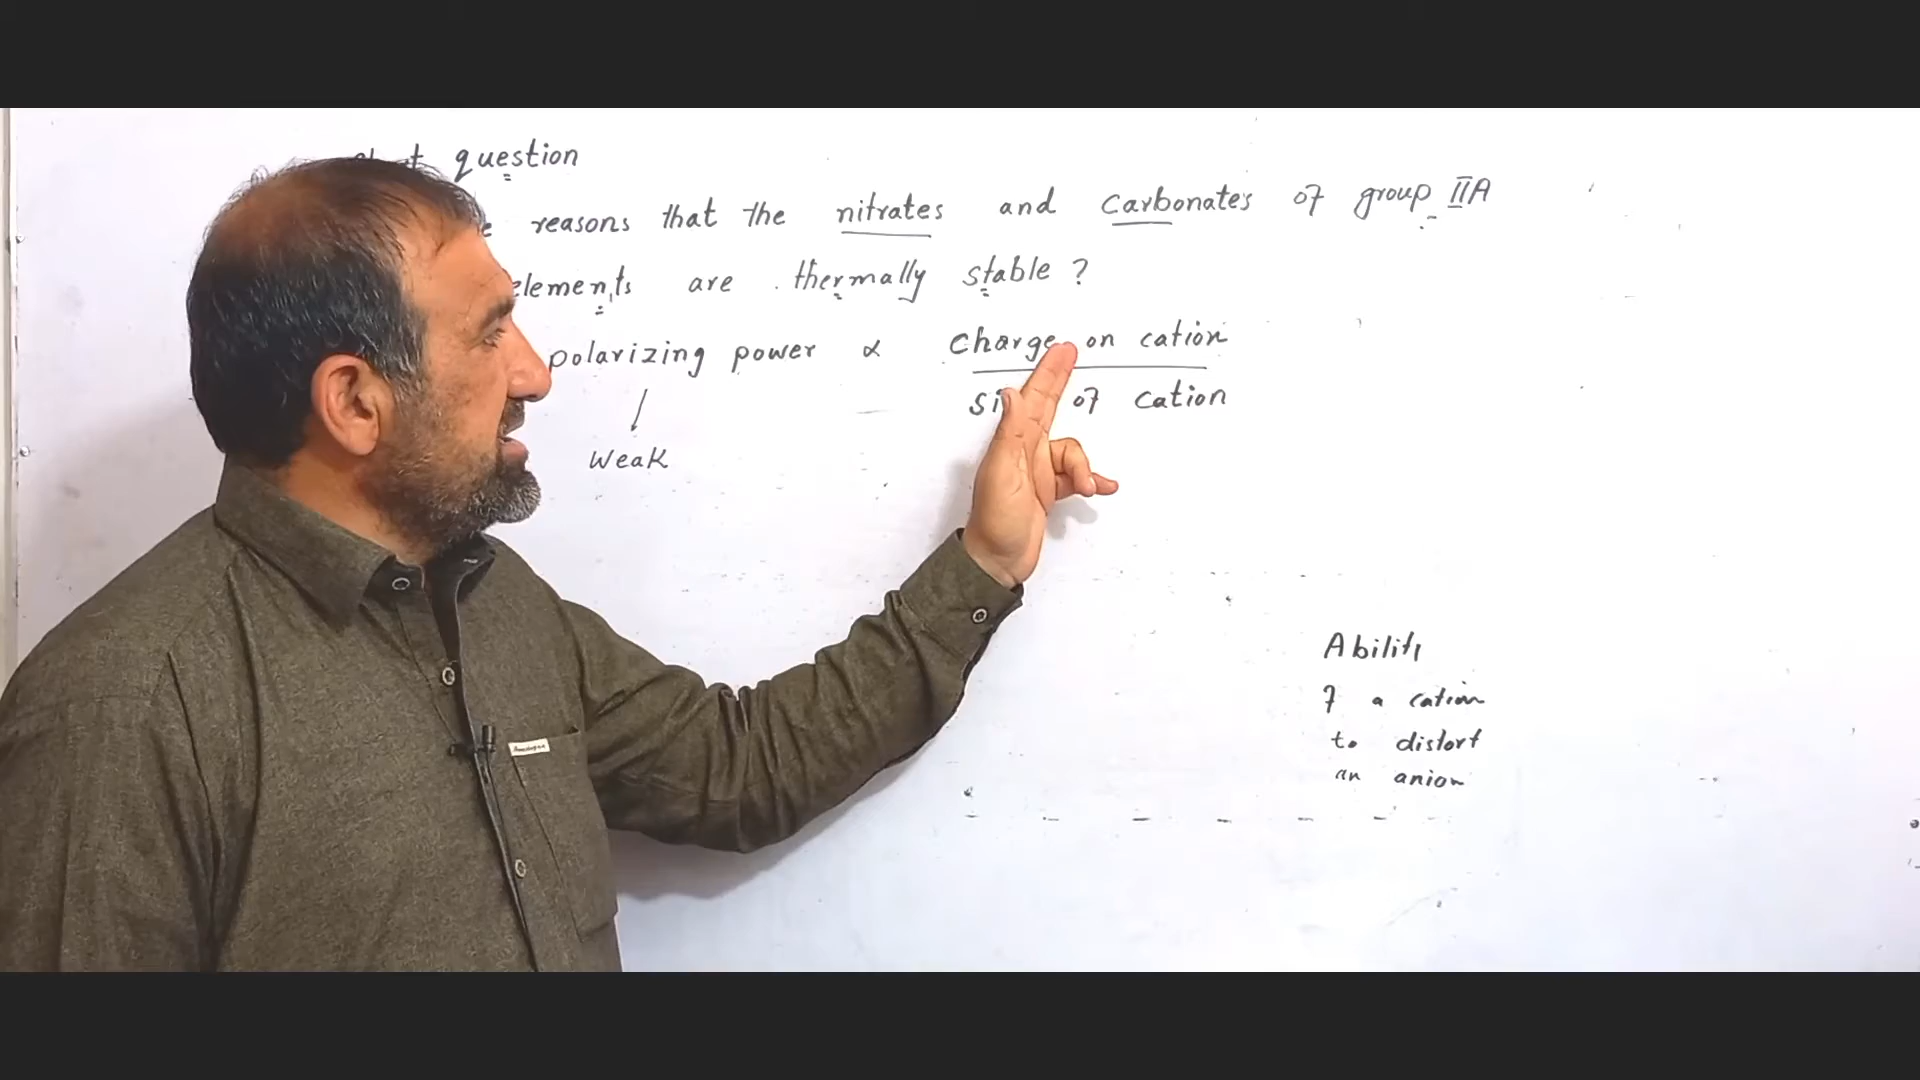 question
reasons that the nitrates and carbonates of group IIA
elements are thermally stable ?
polarizing power ∝ charge on cation
of cation
weak
Ability
of a cation
to distort
an anion